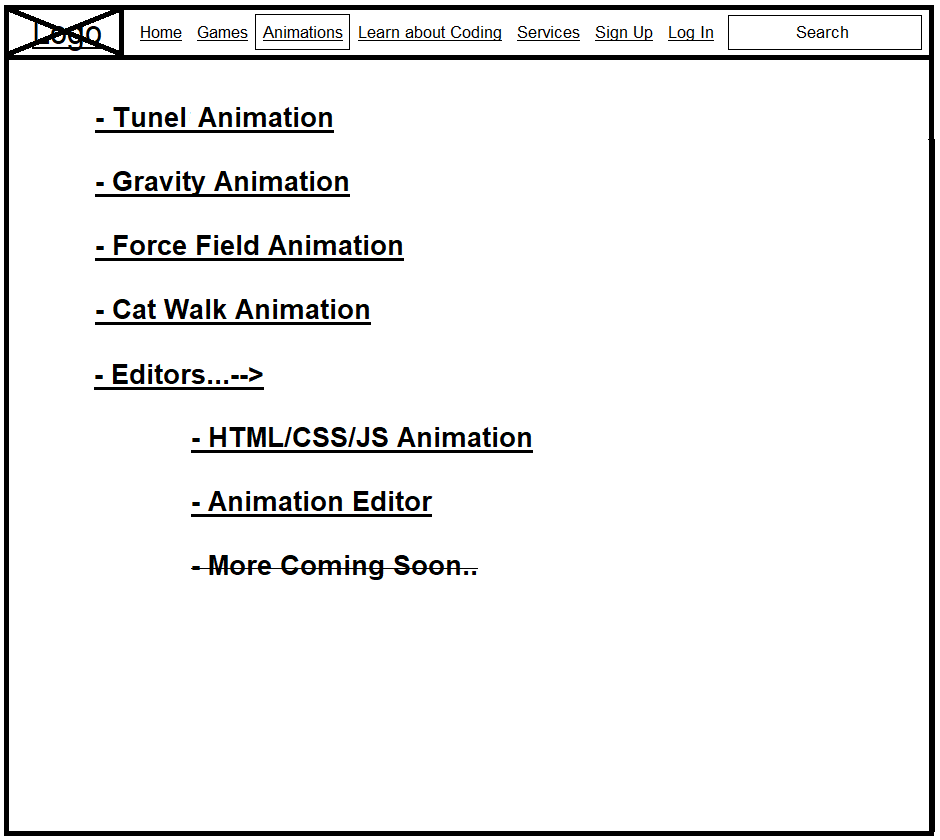 Logo Home Games Animations Learn about Coding Services Sign Up Log In Search
- Tunel Animation
- Gravity Animation
- Force Field Animation
- Cat Walk Animation
- Editors...-->
- HTML/CSS/JS Animation
- Animation Editor
- More Coming Soon..